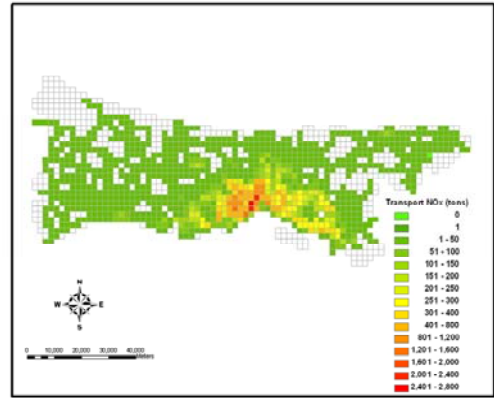 Transport NOx (tons)
0
1
1 - 50
51 - 100
101 - 150
151 - 200
201 - 250
251 - 300
301 - 400
401 - 800
801 - 1,200
1,201 - 1,600
1,601 - 2,000
2,001 - 2,400
2,401 - 2,800
N
W E
S
0 10,000 20,000 30,000 40,000
Meters